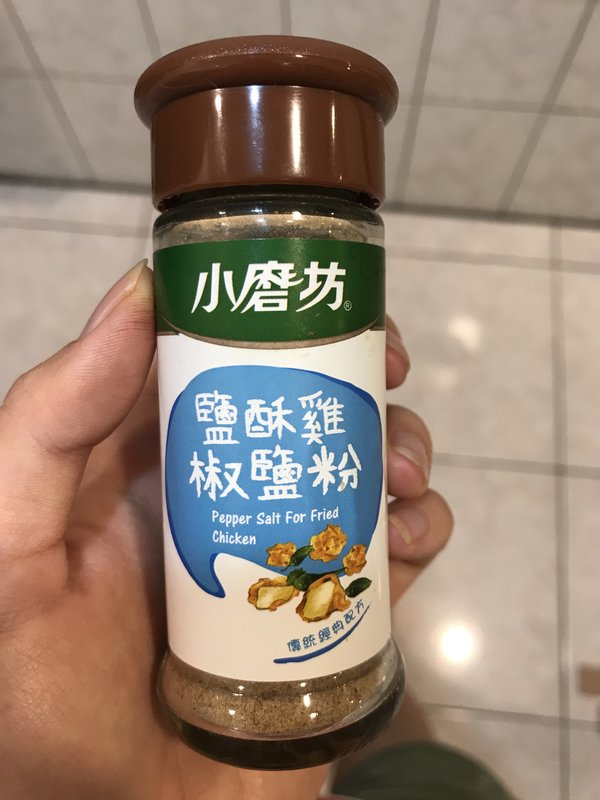 小磨坊®
鹽酥雞
椒鹽粉
Pepper Salt For Fried
Chicken
傳統經典配方